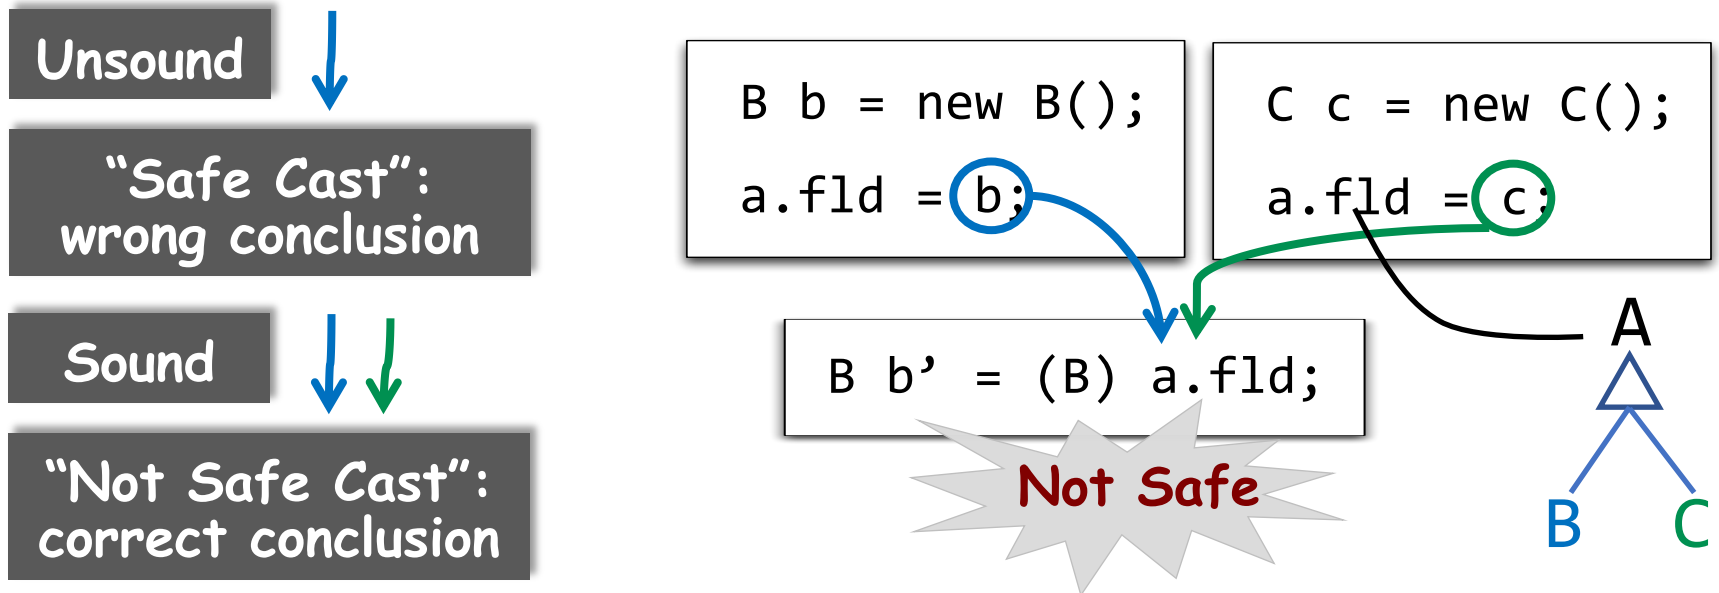 Unsound
“Safe Cast”:
wrong conclusion
Sound
“Not Safe Cast”:
correct conclusion
B b = new B();
a.fld = b;
C c = new C();
a.fld = c;
B b’ = (B) a.fld;
Not Safe
A
B
C